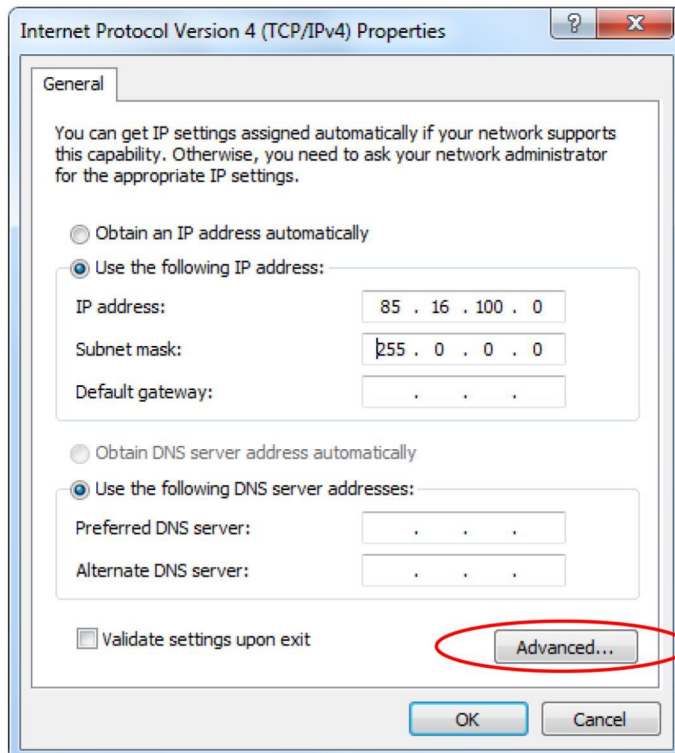 Internet Protocol Version 4 (TCP/IPv4) Properties
General
You can get IP settings assigned automatically if your network supports
this capability. Otherwise, you need to ask your network administrator
for the appropriate IP settings.
Obtain an IP address automatically
Use the following IP address:
IP address: 85 . 16 . 100 . 0
Subnet mask: 255 . 0 . 0 . 0
Default gateway: . . .
Obtain DNS server address automatically
Use the following DNS server addresses:
Preferred DNS server: . . .
Alternate DNS server: . . .
Validate settings upon exit
Advanced...
OK Cancel